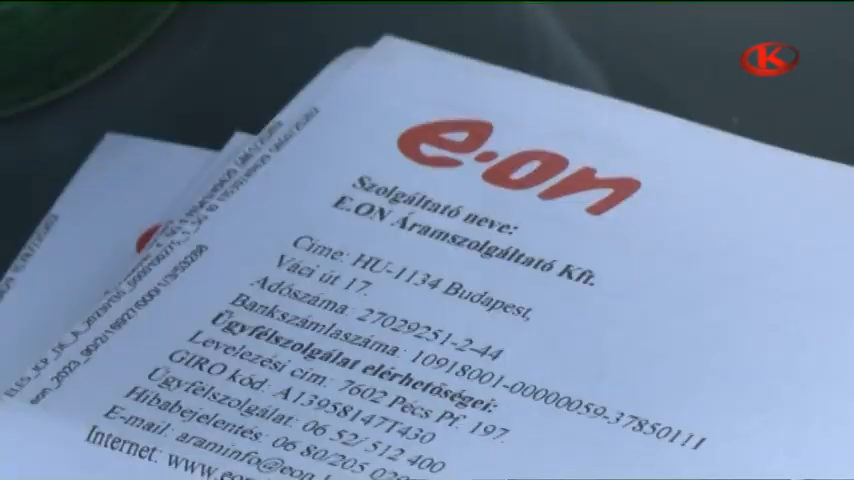 K
e·on
Szolgáltató neve:
E.ON Áramszolgáltató Kft.
Címe: HU-1134 Budapest,
Váci út 17.
Adószáma: 27029251-2-44
Bankszámlaszáma: 10918001-00000059-37850111
Ügyfélszolgálat elérhetőségei:
Levelezési cím: 7602 Pécs Pf. 197.
GIRO kód: A13958147T430
Ügyfélszolgálat: 06 52/ 512 400
Hibabejelentés: 06 80/205
E-mail: araminfo@eon.
Internet: www.eon